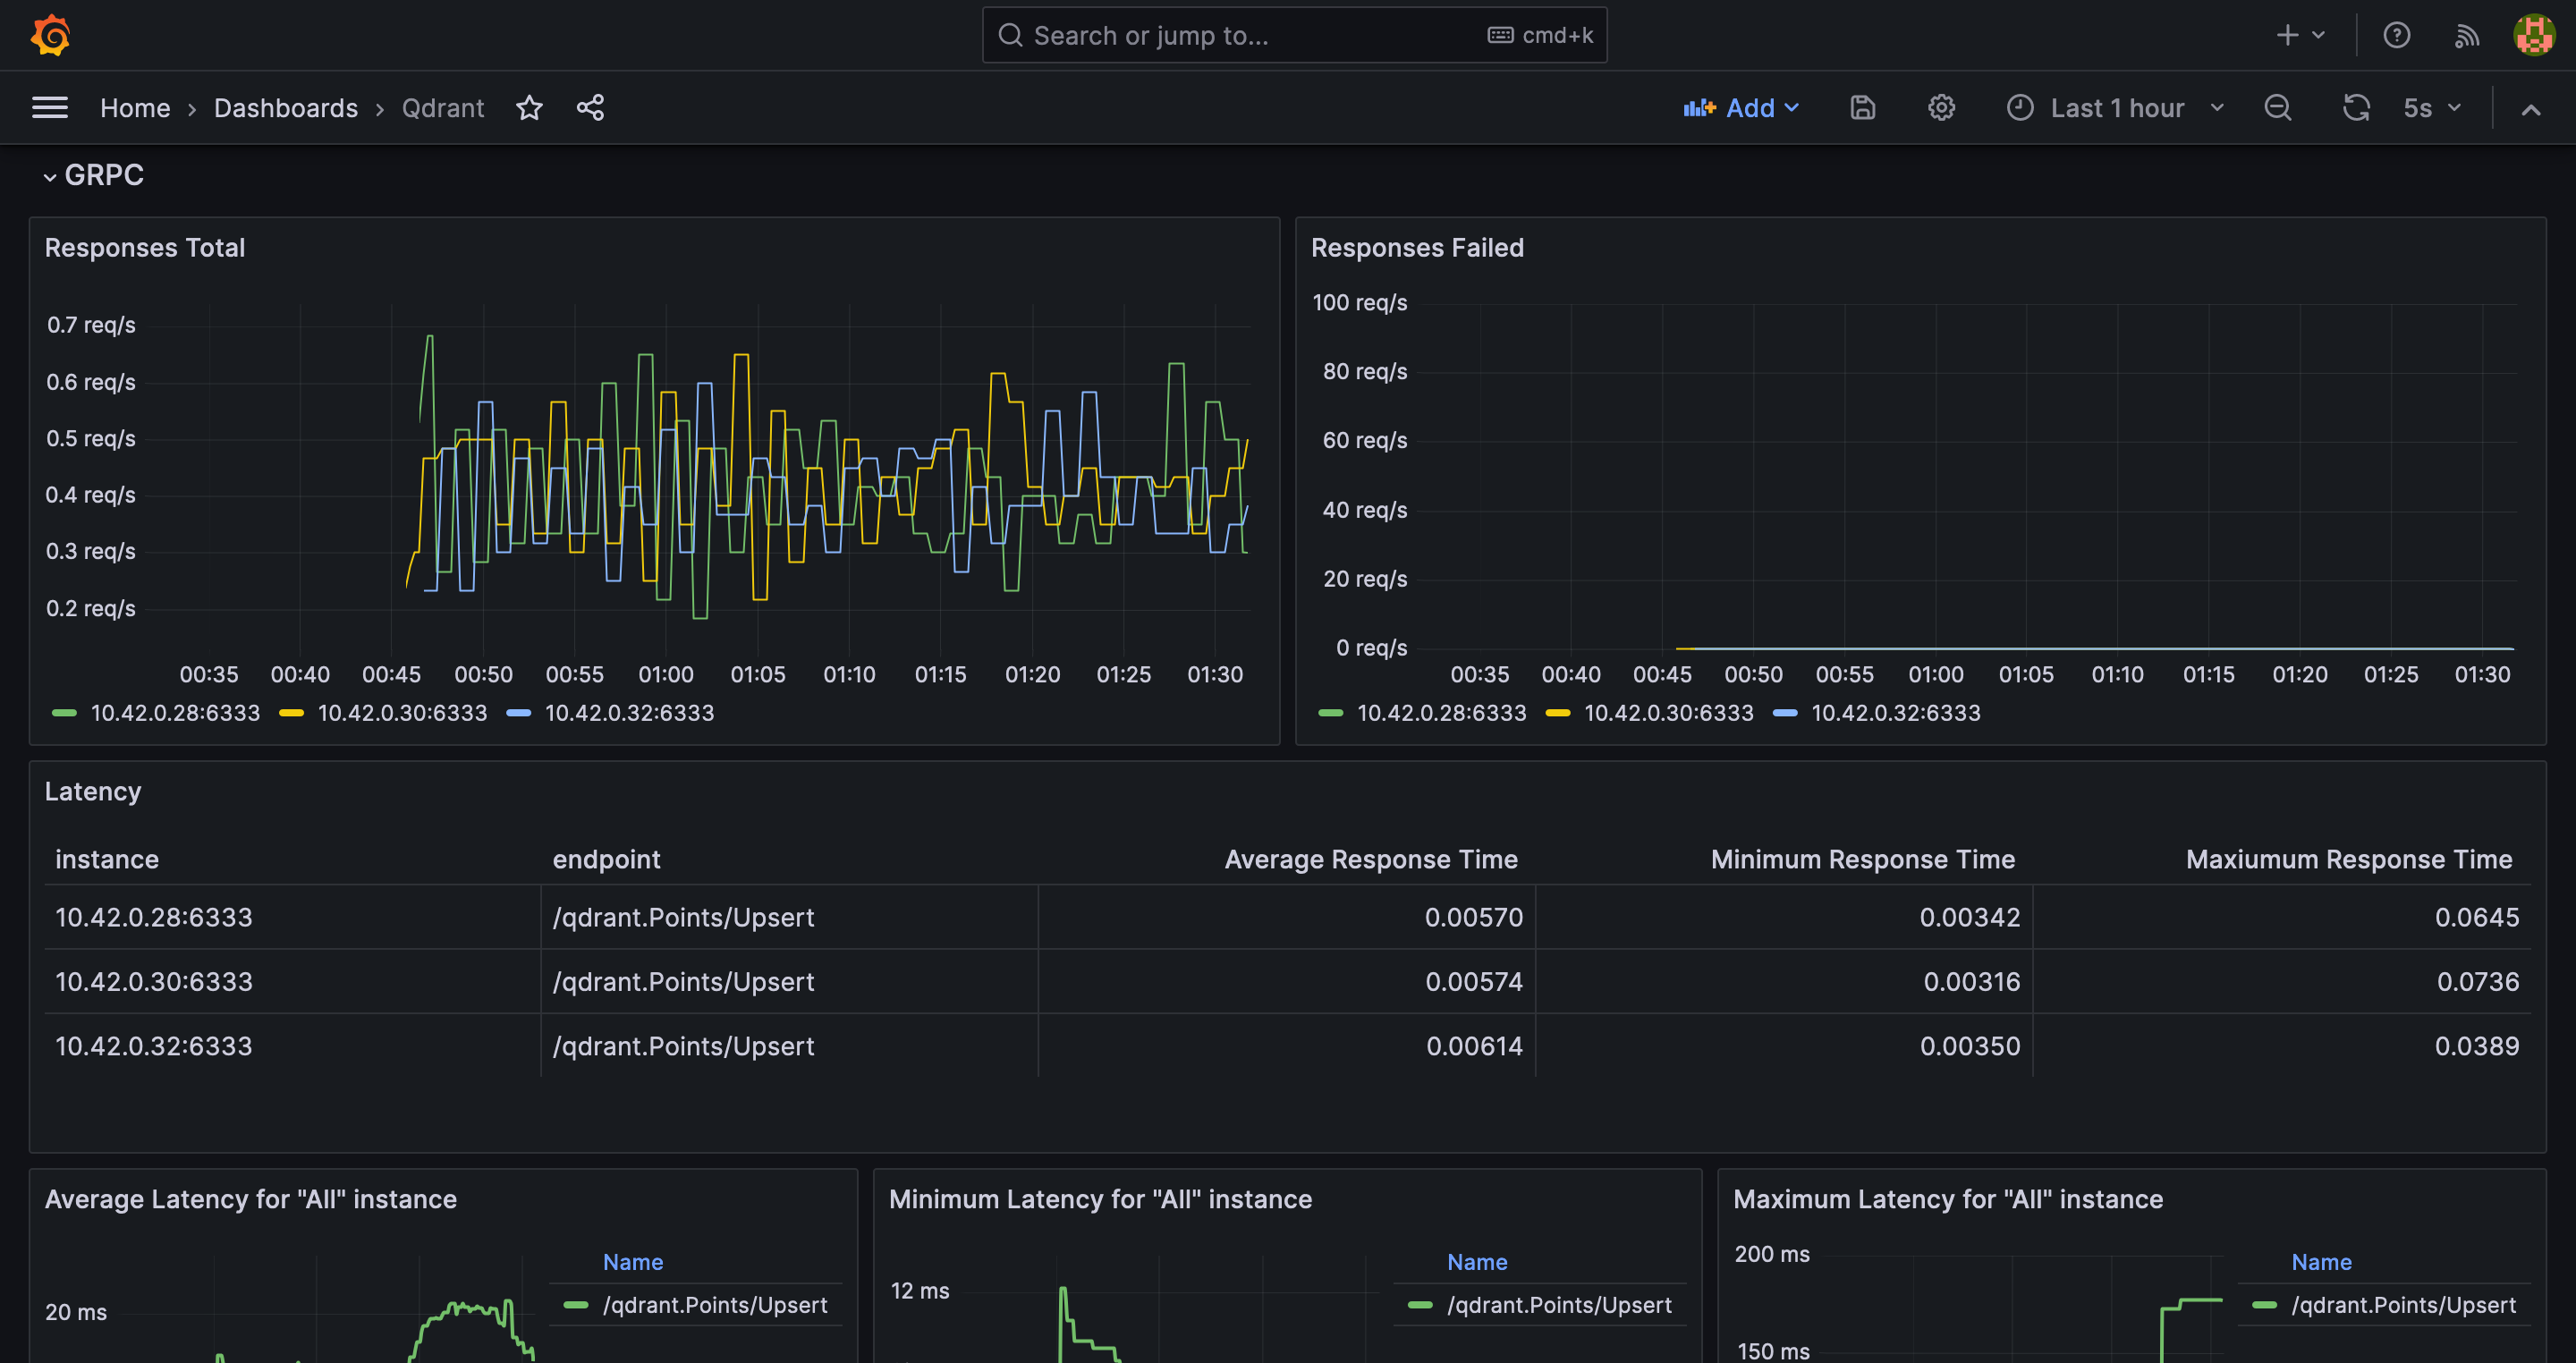 Search or jump to... cmd+k
Home › Dashboards › Qdrant Add Last 1 hour 5s
GRPC
Responses Total
0.7 req/s
0.6 req/s
0.5 req/s
0.4 req/s
0.3 req/s
0.2 req/s
00:35 00:40 00:45 00:50 00:55 01:00 01:05 01:10 01:15 01:20 01:25 01:30
10.42.0.28:6333 10.42.0.30:6333 10.42.0.32:6333
Responses Failed
100 req/s
80 req/s
60 req/s
40 req/s
20 req/s
0 req/s
00:35 00:40 00:45 00:50 00:55 01:00 01:05 01:10 01:15 01:20 01:25 01:30
10.42.0.28:6333 10.42.0.30:6333 10.42.0.32:6333
Latency
instance endpoint Average Response Time Minimum Response Time Maxiumum Response Time
10.42.0.28:6333 /qdrant.Points/Upsert 0.00570 0.00342 0.0645
10.42.0.30:6333 /qdrant.Points/Upsert 0.00574 0.00316 0.0736
10.42.0.32:6333 /qdrant.Points/Upsert 0.00614 0.00350 0.0389
Average Latency for "All" instance
20 ms
Name
/qdrant.Points/Upsert
Minimum Latency for "All" instance
12 ms
Name
/qdrant.Points/Upsert
Maximum Latency for "All" instance
200 ms
150 ms
Name
/qdrant.Points/Upsert